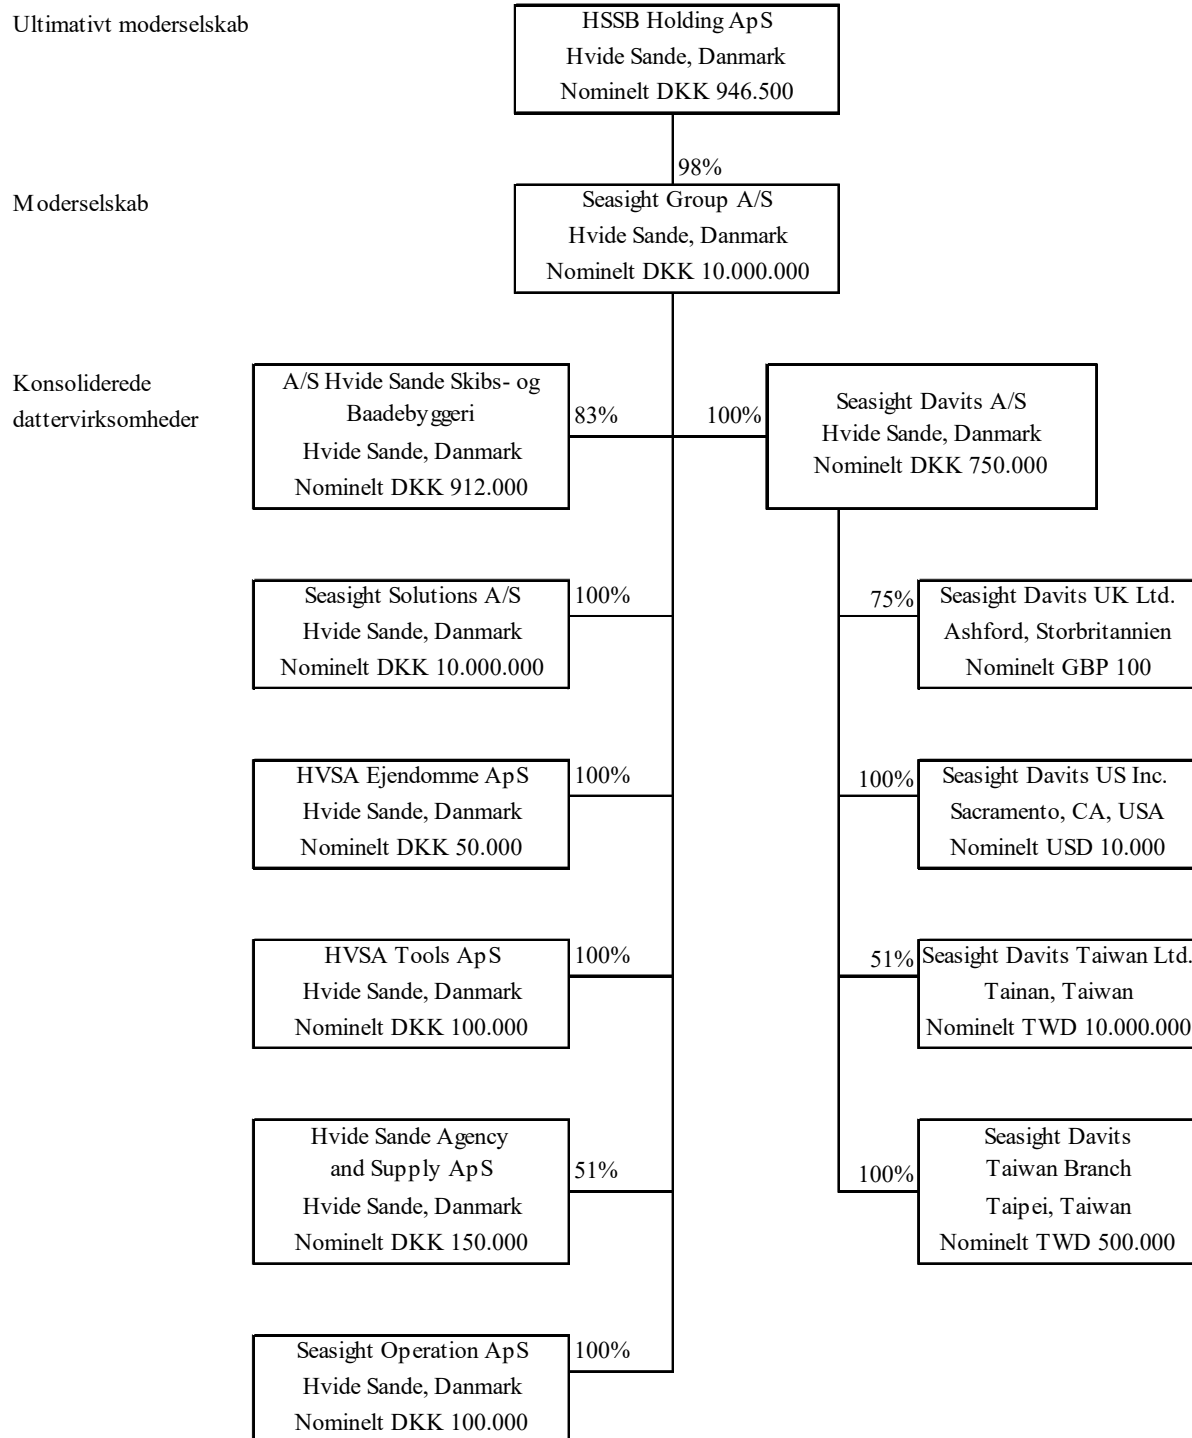 Ultimativt moderselskab
HSSB Holding ApS
Hvide Sande, Danmark
Nominelt DKK 946.500
98%
Moderselskab
Seasight Group A/S
Hvide Sande, Danmark
Nominelt DKK 10.000.000
Konsoliderede
dattervirksomheder
A/S Hvide Sande Skibs- og
Baadebyggeri
Hvide Sande, Danmark
Nominelt DKK 912.000
83%
100%
Seasight Davits A/S
Hvide Sande, Danmark
Nominelt DKK 750.000
Seasight Solutions A/S
Hvide Sande, Danmark
Nominelt DKK 10.000.000
100%
75%
Seasight Davits UK Ltd.
Ashford, Storbritannien
Nominelt GBP 100
HVSA Ejendomme ApS
Hvide Sande, Danmark
Nominelt DKK 50.000
100%
100%
Seasight Davits US Inc.
Sacramento, CA, USA
Nominelt USD 10.000
HVSA Tools ApS
Hvide Sande, Danmark
Nominelt DKK 100.000
100%
51%
Seasight Davits Taiwan Ltd.
Tainan, Taiwan
Nominelt TWD 10.000.000
Hvide Sande Agency
and Supply ApS
Hvide Sande, Danmark
Nominelt DKK 150.000
51%
100%
Seasight Davits
Taiwan Branch
Taipei, Taiwan
Nominelt TWD 500.000
Seasight Operation ApS
Hvide Sande, Danmark
Nominelt DKK 100.000
100%